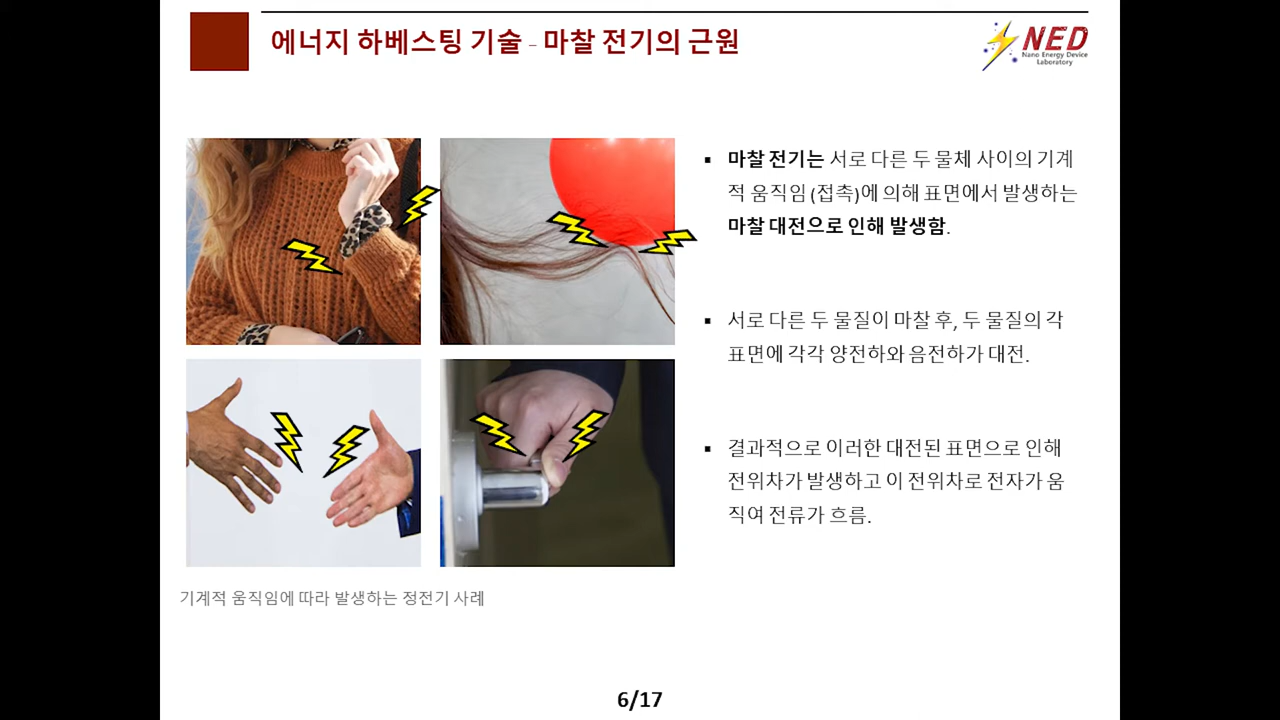 에너지 하베스팅 기술 - 마찰 전기의 근원
NED
Nano Energy Device
Laboratory
▪ 마찰 전기는 서로 다른 두 물체 사이의 기계
적 움직임(접촉)에 의해 표면에서 발생하는
마찰 대전으로 인해 발생함.
▪ 서로 다른 두 물질이 마찰 후, 두 물질의 각
표면에 각각 양전하와 음전하가 대전.
▪ 결과적으로 이러한 대전된 표면으로 인해
전위차가 발생하고 이 전위차로 전자가 움
직여 전류가 흐름.
기계적 움직임에 따라 발생하는 정전기 사례
6/17